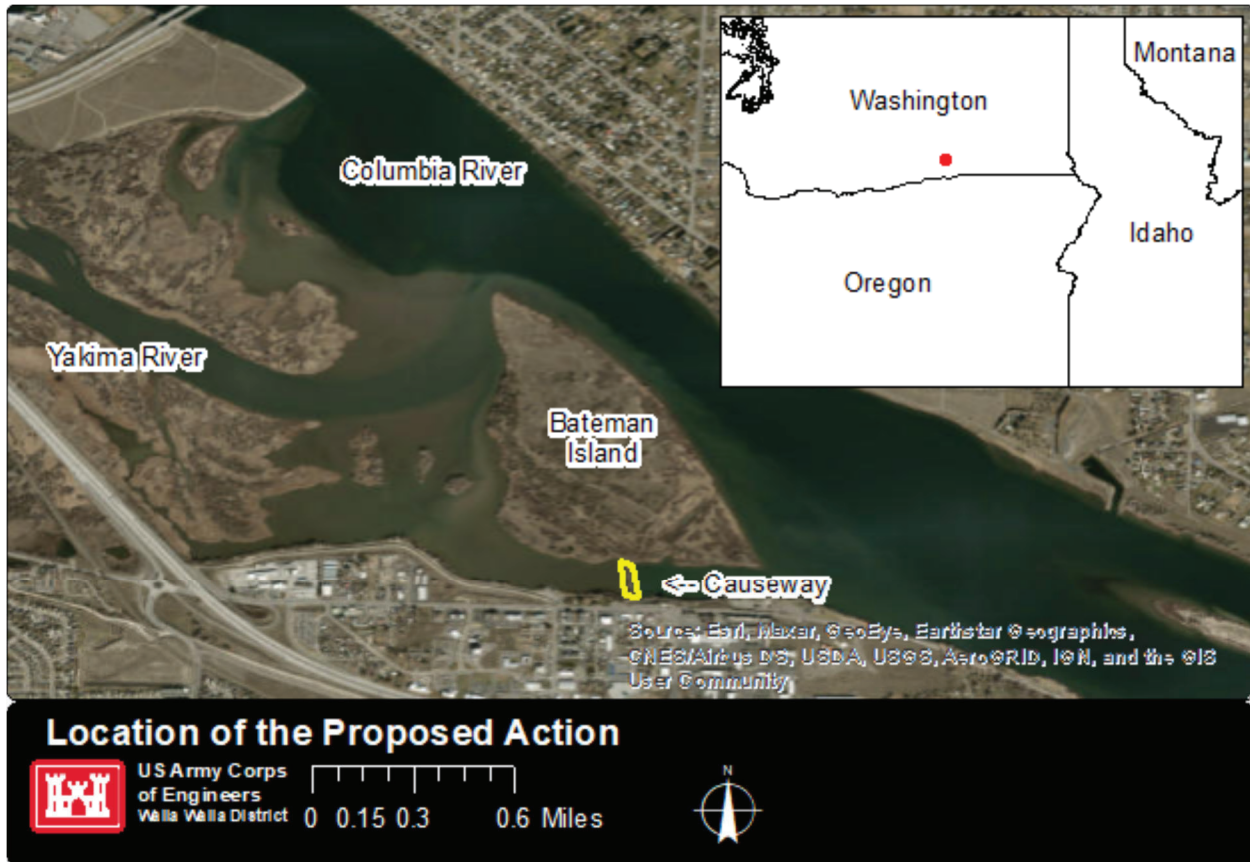 Columbia River
Yakima River
Bateman
Island
Causeway
Source: Esri, Maxar, GeoEye, Earthstar Geographics,
CNES/Airbus DS, USDA, USGS, AeroGRID, IGN, and the GIS
User Community
Washington
Montana
Idaho
Oregon
Location of the Proposed Action
US Army Corps
of Engineers
Walla Walla District
0 0.15 0.3 0.6 Miles
N